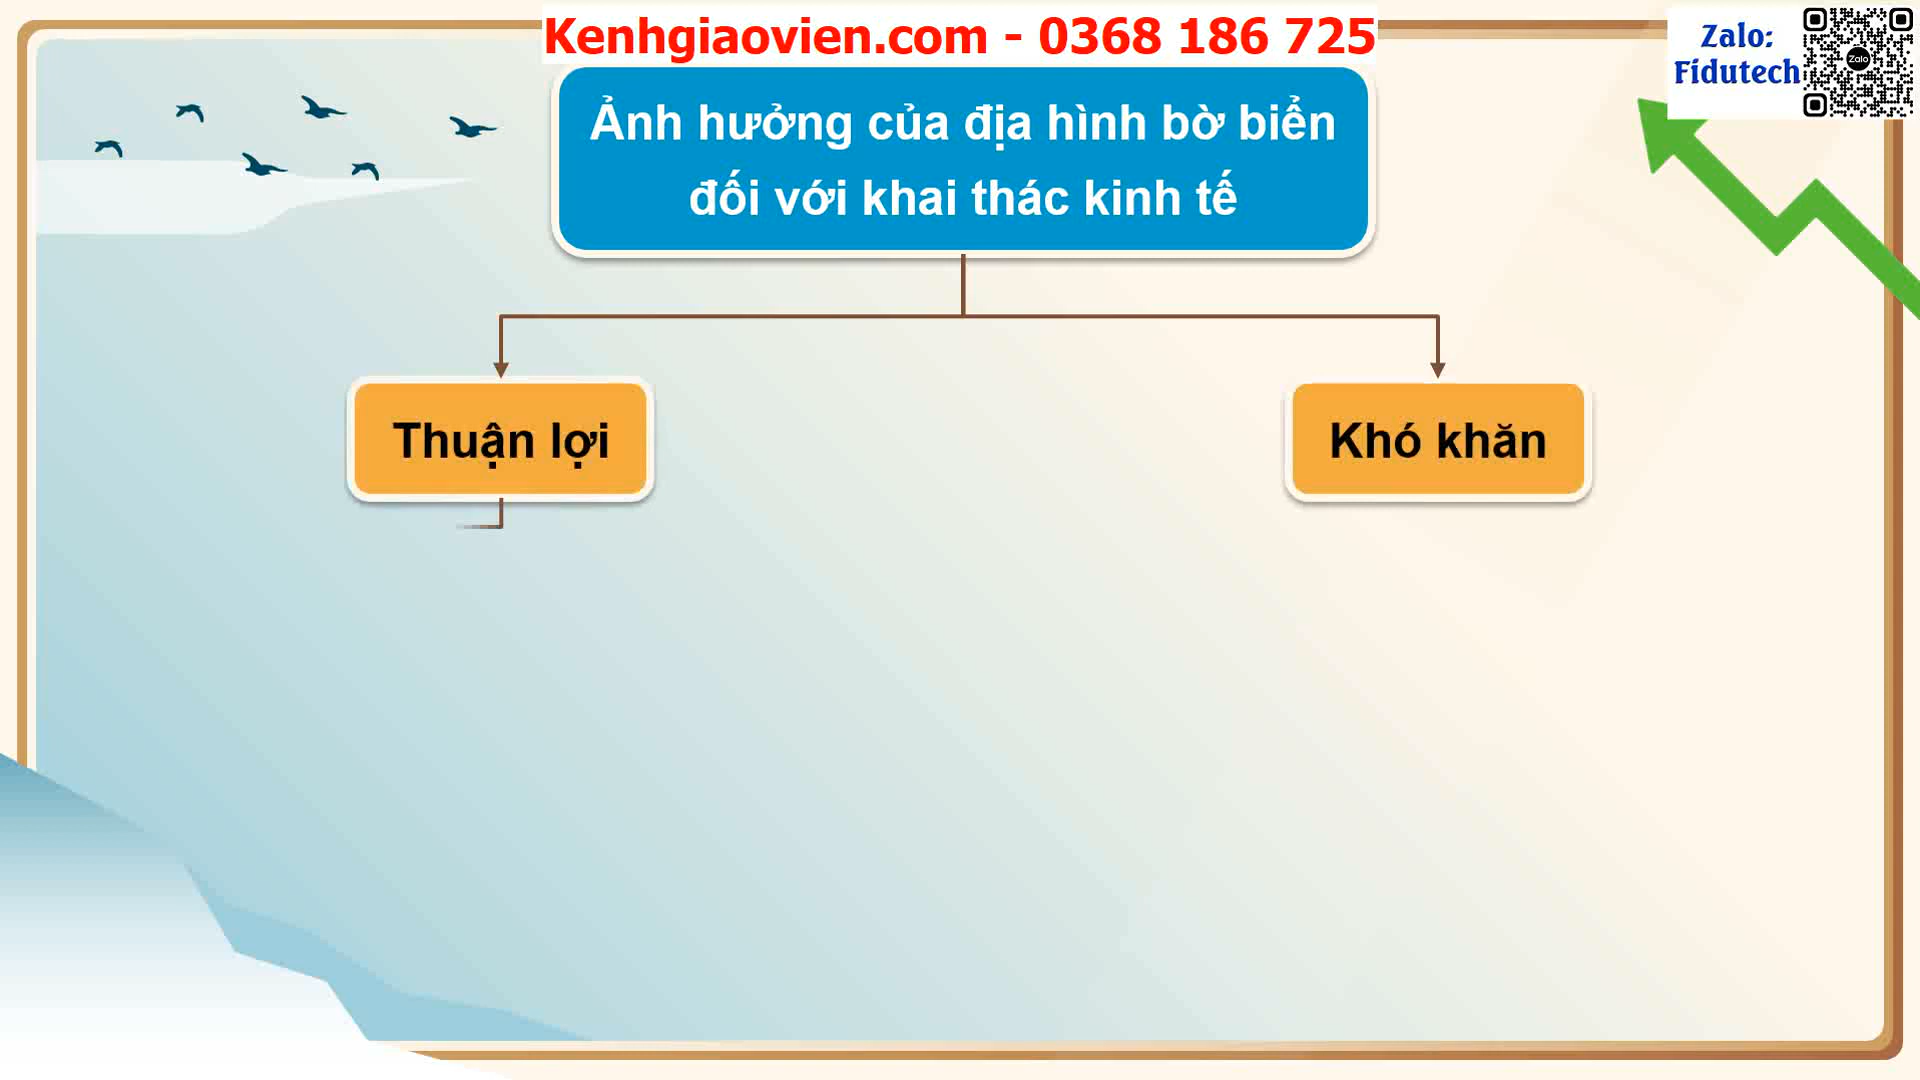 Kenhgiaovien.com - 0368 186 725
Zalo:
Fidutech
Zalo
Ảnh hưởng của địa hình bờ biển
đối với khai thác kinh tế
Thuận lợi
Khó khăn